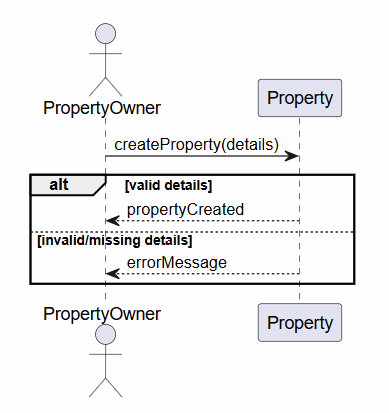 PropertyOwner
Property
createProperty(details)
alt
[valid details]
propertyCreated
[invalid/missing details]
errorMessage
PropertyOwner
Property